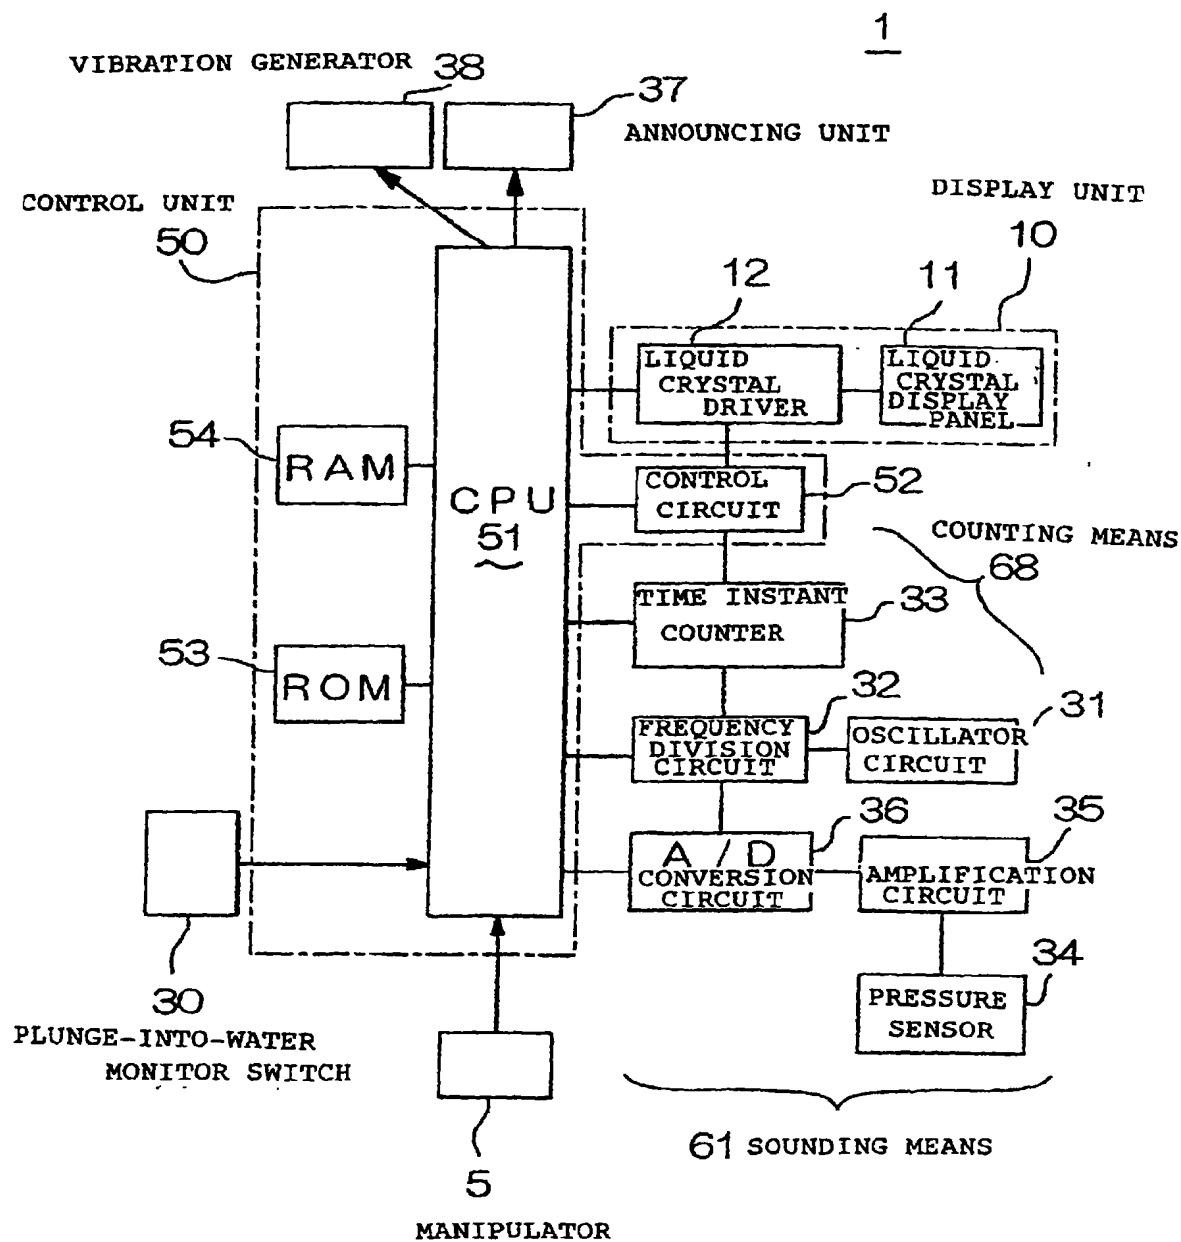 1
VIBRATION GENERATOR 38
37
ANNOUNCING UNIT
CONTROL UNIT
50
DISPLAY UNIT
10
12
11
LIQUID
CRYSTAL
DRIVER
LIQUID
CRYSTAL
DISPLAY
PANEL
54
RAM
CPU
51
CONTROL
CIRCUIT
52
COUNTING MEANS
68
TIME INSTANT
COUNTER
33
53
ROM
32
FREQUENCY
DIVISION
CIRCUIT
31
OSCILLATOR
CIRCUIT
36
A/D
CONVERSION
CIRCUIT
35
AMPLIFICATION
CIRCUIT
34
PRESSURE
SENSOR
30
PLUNGE-INTO-WATER
MONITOR SWITCH
5
MANIPULATOR
61 SOUNDING MEANS